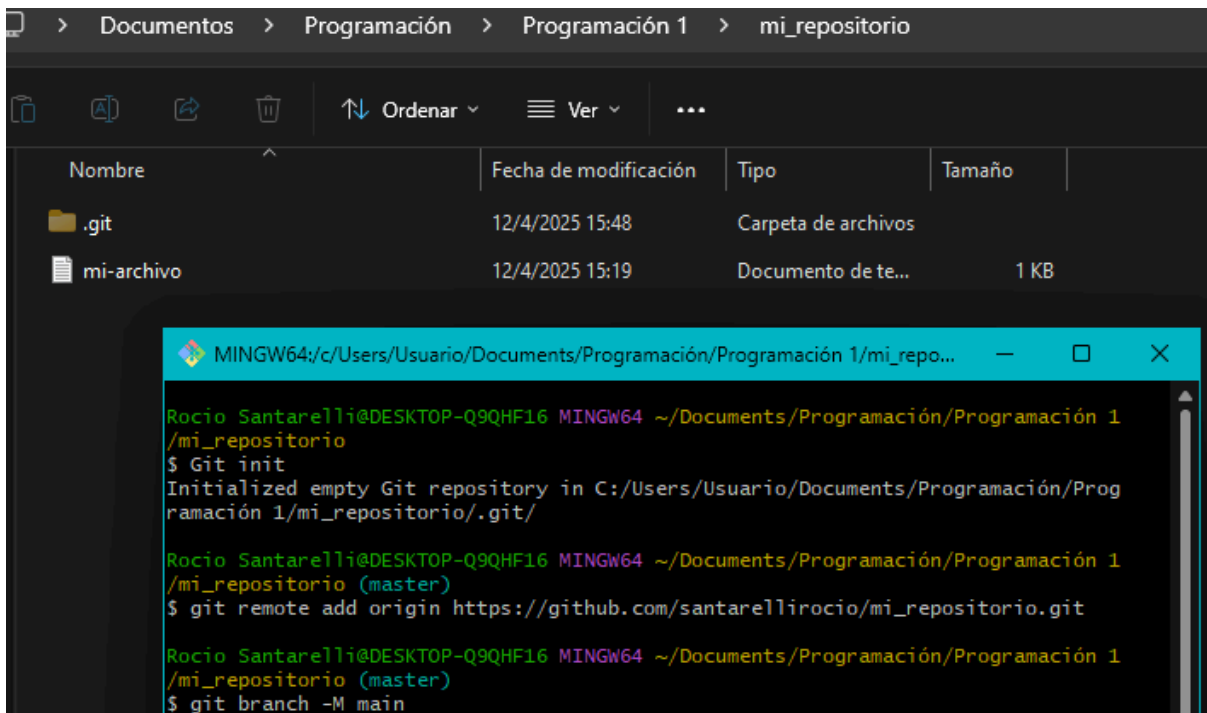 > Documentos > Programación > Programación 1 > mi_repositorio
Ordenar Ver ...
Nombre Fecha de modificación Tipo Tamaño
.git 12/4/2025 15:48 Carpeta de archivos
mi-archivo 12/4/2025 15:19 Documento de te... 1 KB
MINGW64:/c/Users/Usuario/Documents/Programación/Programación 1/mi_repo...
Rocio Santarelli@DESKTOP-Q9QHF16 MINGW64 ~/Documents/Programación/Programación 1
/mi_repositorio
$ Git init
Initialized empty Git repository in C:/Users/Usuario/Documents/Programación/Prog
ramación 1/mi_repositorio/.git/
Rocio Santarelli@DESKTOP-Q9QHF16 MINGW64 ~/Documents/Programación/Programación 1
/mi_repositorio (master)
$ git remote add origin https://github.com/santarellirocio/mi_repositorio.git
Rocio Santarelli@DESKTOP-Q9QHF16 MINGW64 ~/Documents/Programación/Programación 1
/mi_repositorio (master)
$ git branch -M main